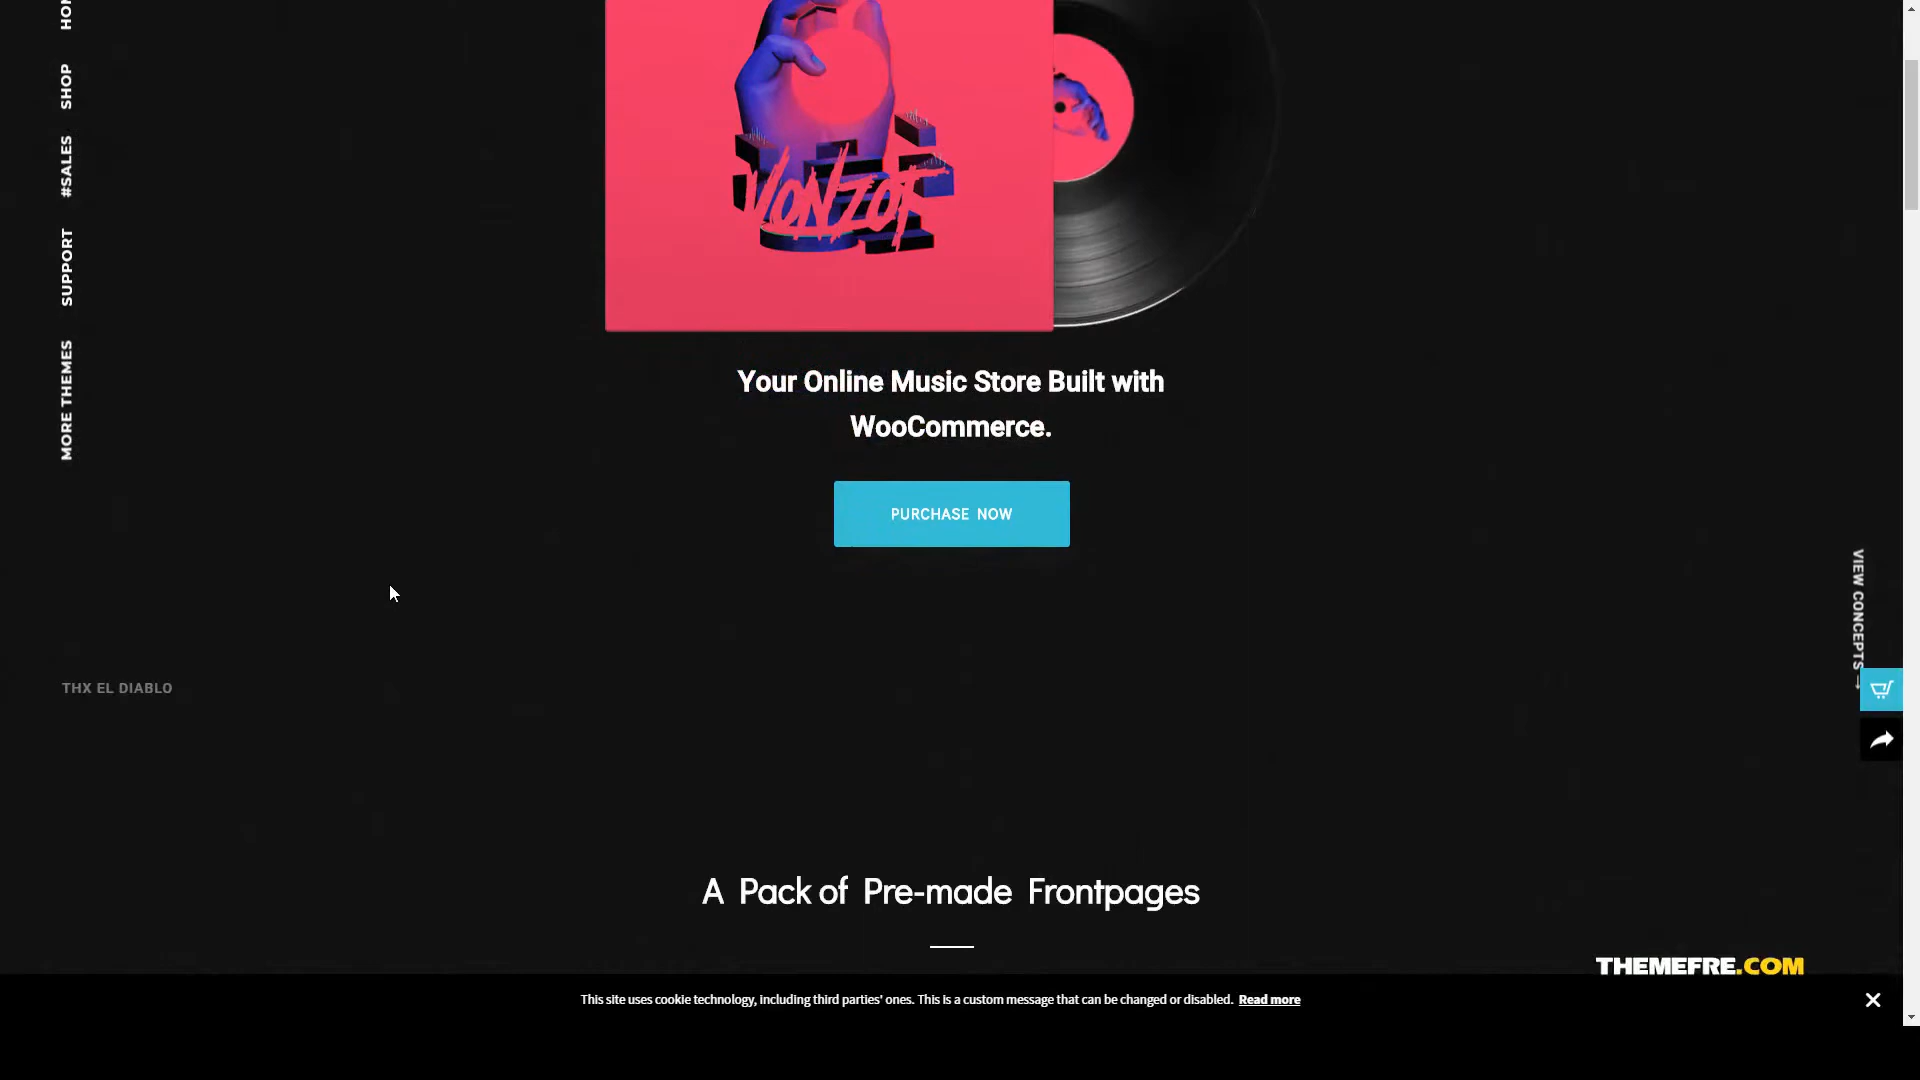 SHOP
#SALES
SUPPORT
MORE THEMES
VONZOT
Your Online Music Store Built with
WooCommerce.
PURCHASE NOW
VIEW CONCEPTS →
THX EL DIABLO
A Pack of Pre-made Frontpages
THEMEFRE.COM
This site uses cookie technology, including third parties' ones. This is a custom message that can be changed or disabled. Read more